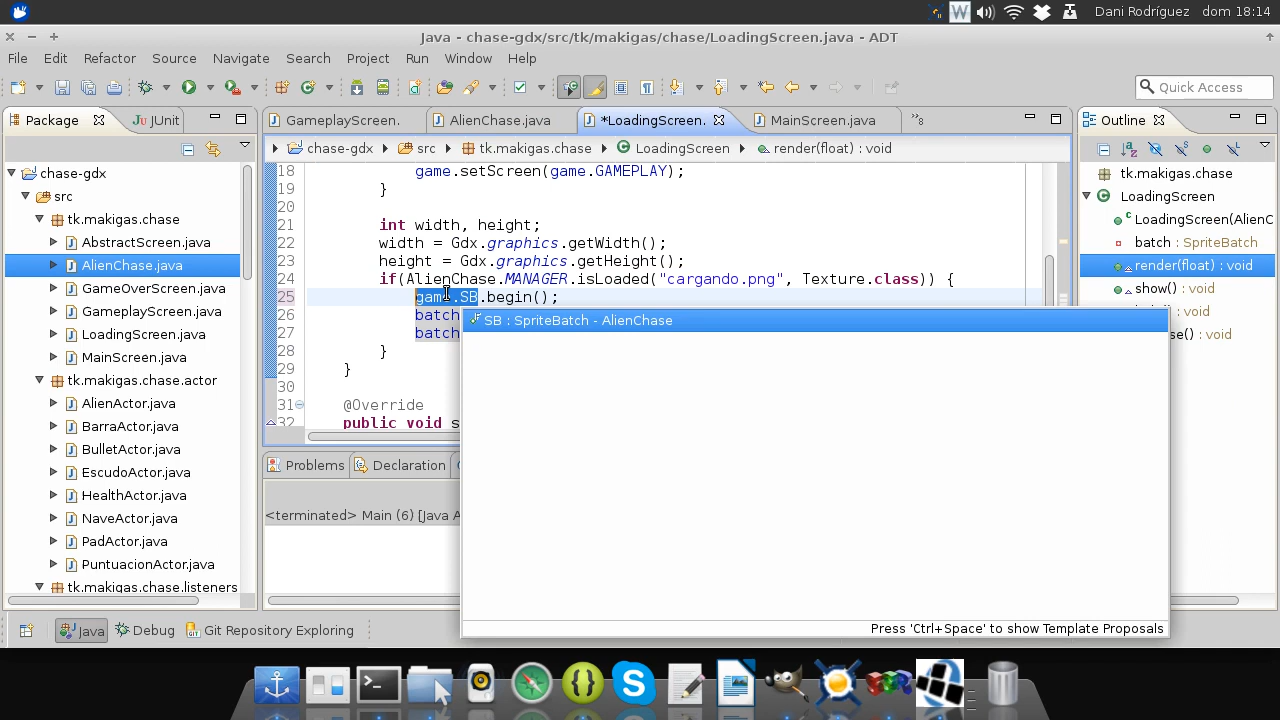 Dani Rodríguez dom 18:14
Java - chase-gdx/src/tk/makigas/chase/LoadingScreen.java - ADT
File Edit Refactor Source Navigate Search Project Run Window Help
Quick Access
Package
JUnit
GameplayScreen.
AlienChase.java
*LoadingScreen.
MainScreen.java
»8
Outline
chase-gdx
src
tk.makigas.chase
LoadingScreen
render(float) : void
chase-gdx
src
tk.makigas.chase
AbstractScreen.java
AlienChase.java
GameOverScreen.java
GameplayScreen.java
LoadingScreen.java
MainScreen.java
tk.makigas.chase.actor
AlienActor.java
BarraActor.java
BulletActor.java
EscudoActor.java
HealthActor.java
NaveActor.java
PadActor.java
PuntuacionActor.java
tk.makigas.chase.listeners
18 game.setScreen(game.GAMEPLAY);
19 }
20
21 int width, height;
22 width = Gdx.graphics.getWidth();
23 height = Gdx.graphics.getHeight();
24 if(AlienChase.MANAGER.isLoaded("cargando.png", Texture.class)) {
25 game.SB.begin();
26 batch
27 batch
28 }
29 }
30
31 @Override
32 public void s
SB : SpriteBatch - AlienChase
Press 'Ctrl+Space' to show Template Proposals
tk.makigas.chase
LoadingScreen
LoadingScreen(AlienC
batch : SpriteBatch
render(float) : void
show() : void
: void
se() : void
Problems
Declaration
<terminated> Main (6) [Java A
Java
Debug
Git Repository Exploring